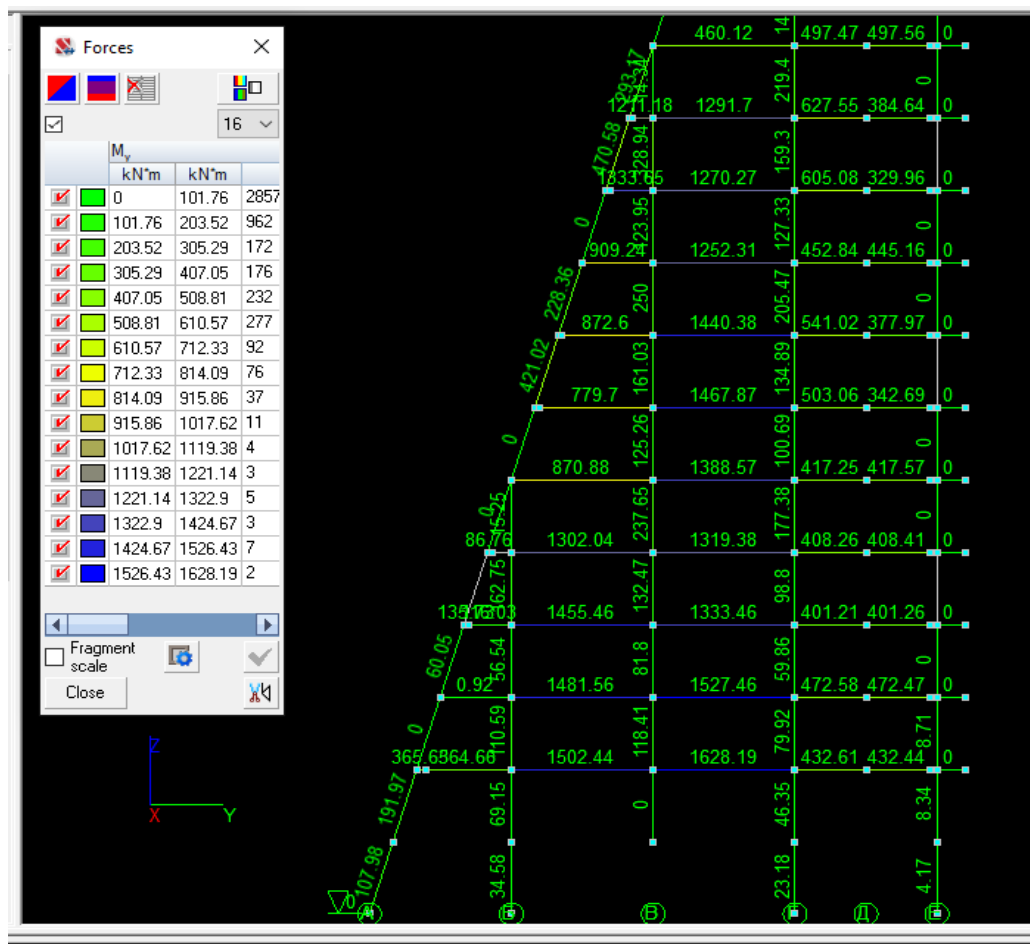 Forces
16
My
kN*m kN*m
0 101.76 2857
101.76 203.52 962
203.52 305.29 172
305.29 407.05 176
407.05 508.81 232
508.81 610.57 277
610.57 712.33 92
712.33 814.09 76
814.09 915.86 37
915.86 1017.62 11
1017.62 1119.38 4
1119.38 1221.14 3
1221.14 1322.9 5
1322.9 1424.67 3
1424.67 1526.43 7
1526.43 1628.19 2
Fragment
scale
Close
Z
X Y
460.12 14 497.47 497.56 0
219.4 0
1291.7 627.55 384.64 0
470.58 159.3
1270.27 605.08 329.96 0
0 127.33 0
909.24 1252.31 452.84 445.16 0
228.36 250 205.47 0
872.6 1440.38 541.02 377.97 0
421.02 161.03 134.89
779.7 1467.87 503.06 342.69 0
0 125.26 100.69 0
870.88 1388.57 417.25 417.57 0
0 237.65 177.38 0
86.76 1302.04 1319.38 408.26 408.41 0
132.47 98.8
1455.46 1333.46 401.21 401.26 0
60.05 56.54 81.8 59.86 0
0.92 1481.56 1527.46 472.58 472.47 0
0 110.59 118.41 79.92 8.71
1502.44 1628.19 432.61 432.44 0
191.97 69.15 0 46.35 8.34
107.98 34.58 23.18 4.17
0 А Б В Г Д Е